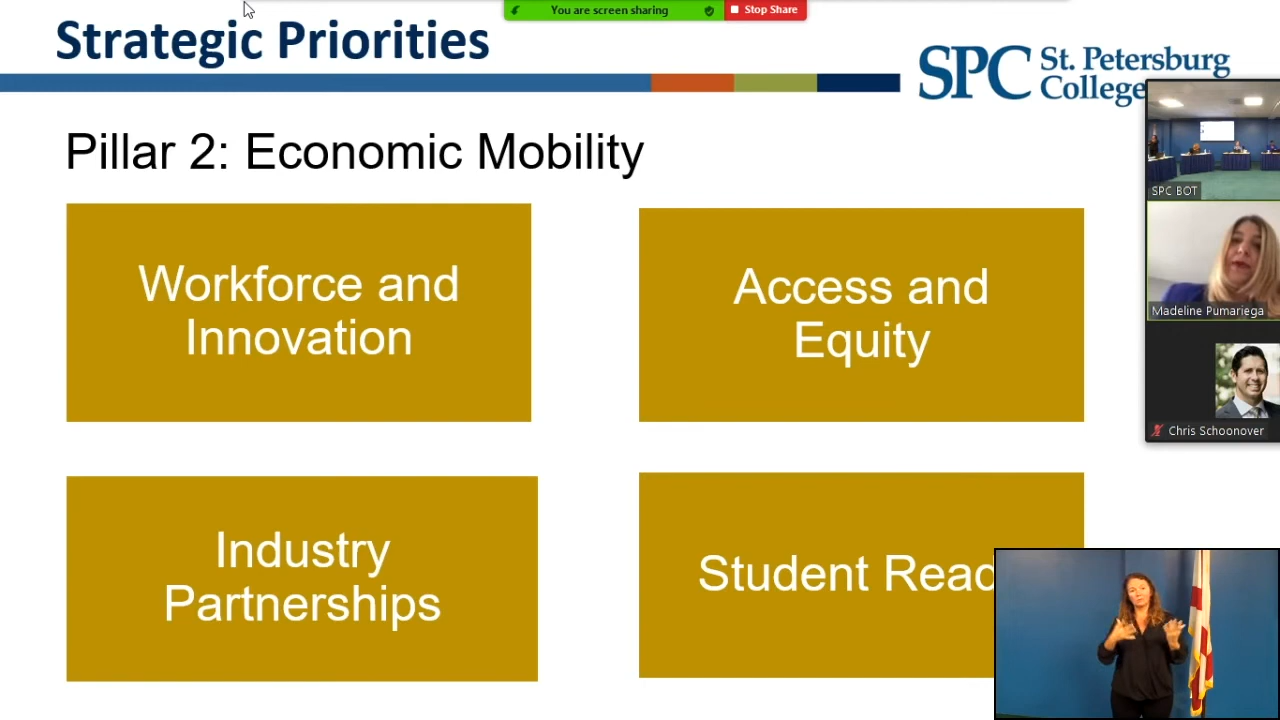 You are screen sharing
Stop Share
Strategic Priorities
SPC St. Petersburg
College
Pillar 2: Economic Mobility
Workforce and
Innovation
Access and
Equity
Industry
Partnerships
Student Read
SPC BOT
Madeline Pumariega
Chris Schoonover